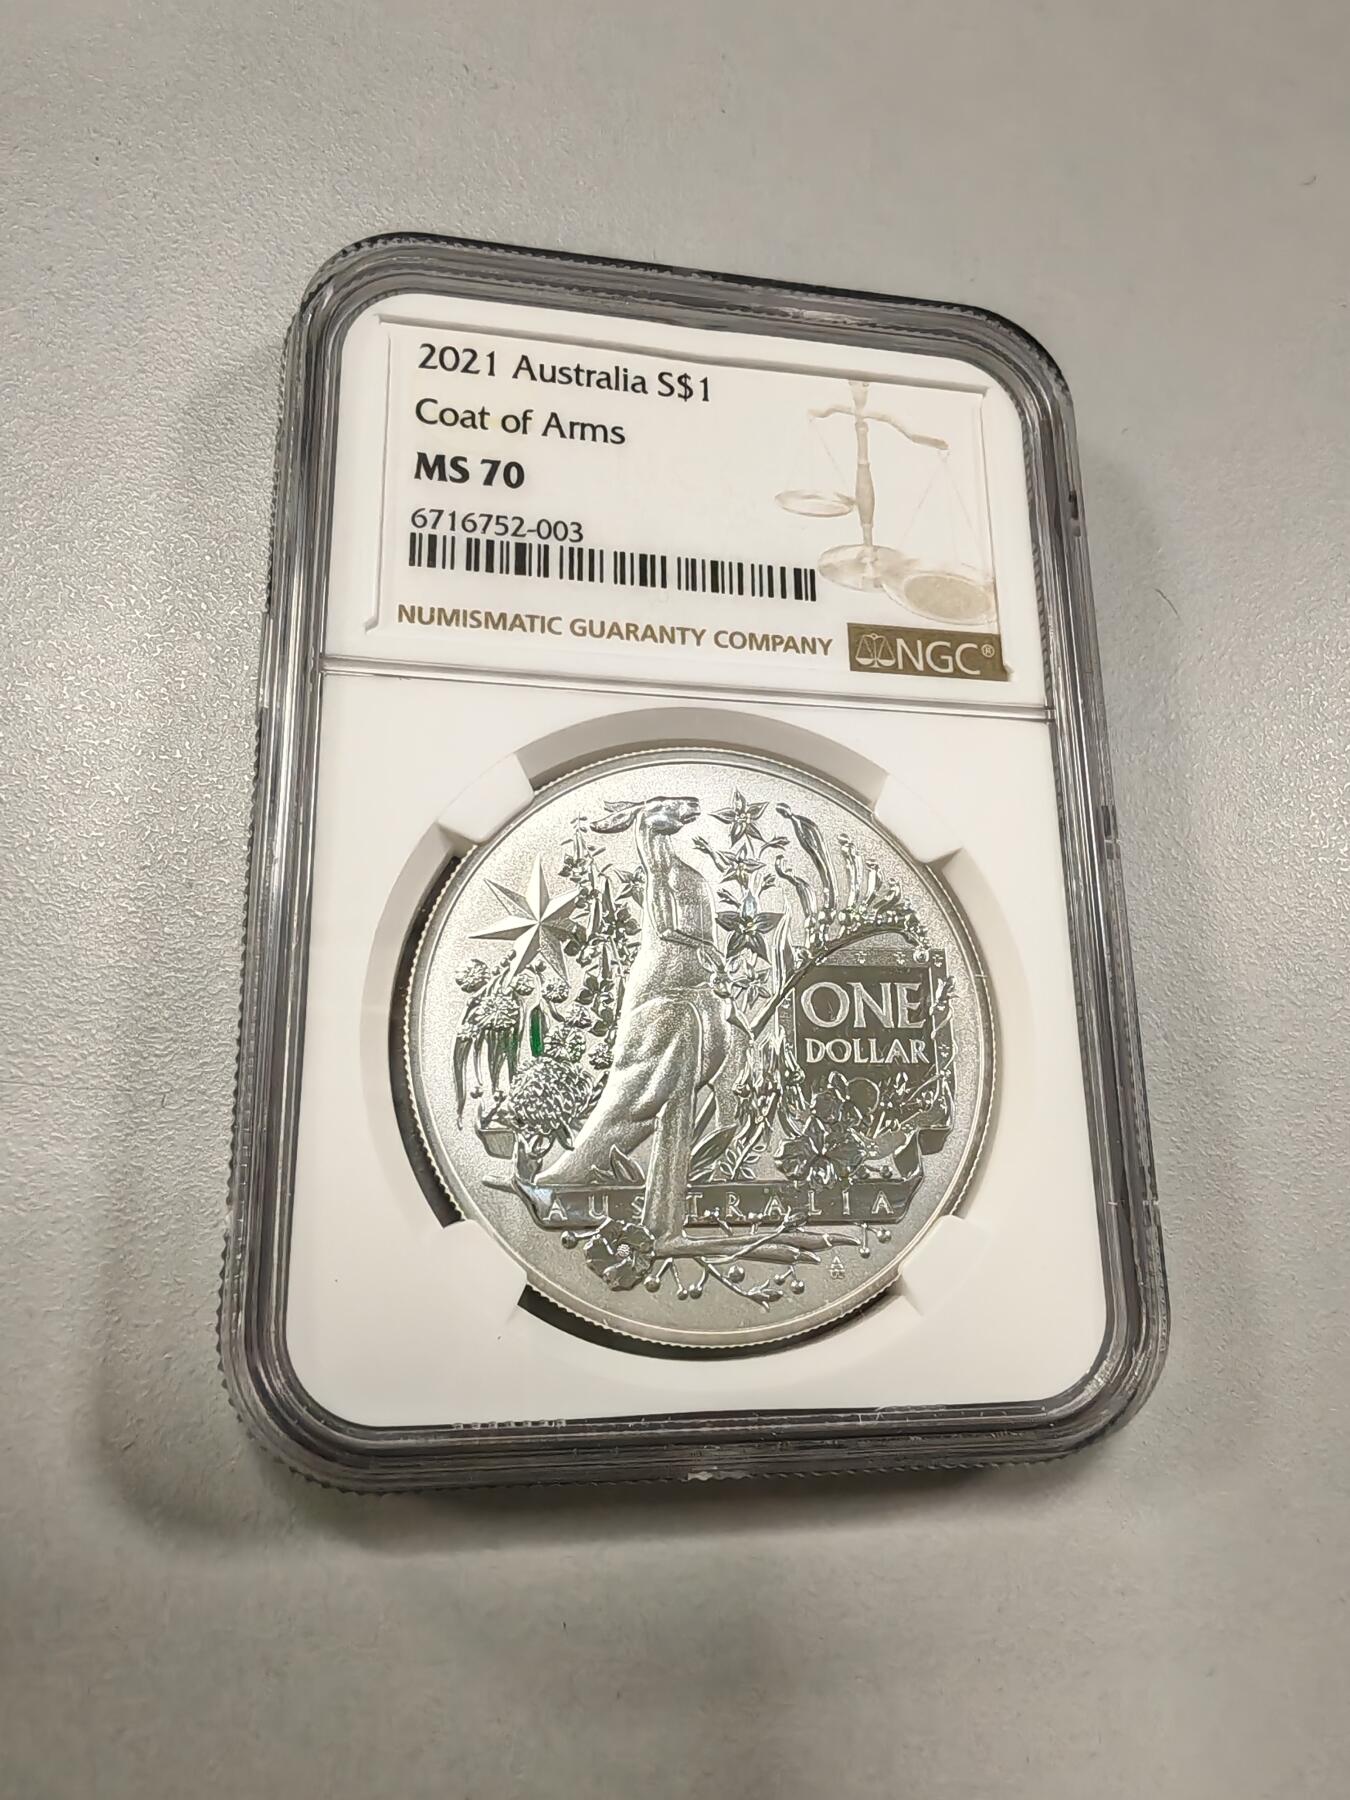 2021 Australia S$1
Coat of Arms
MS 70
6716752-003
NUMISMATIC GUARANTY COMPANY
NGC®
ONE
DOLLAR
AUSTRALIA